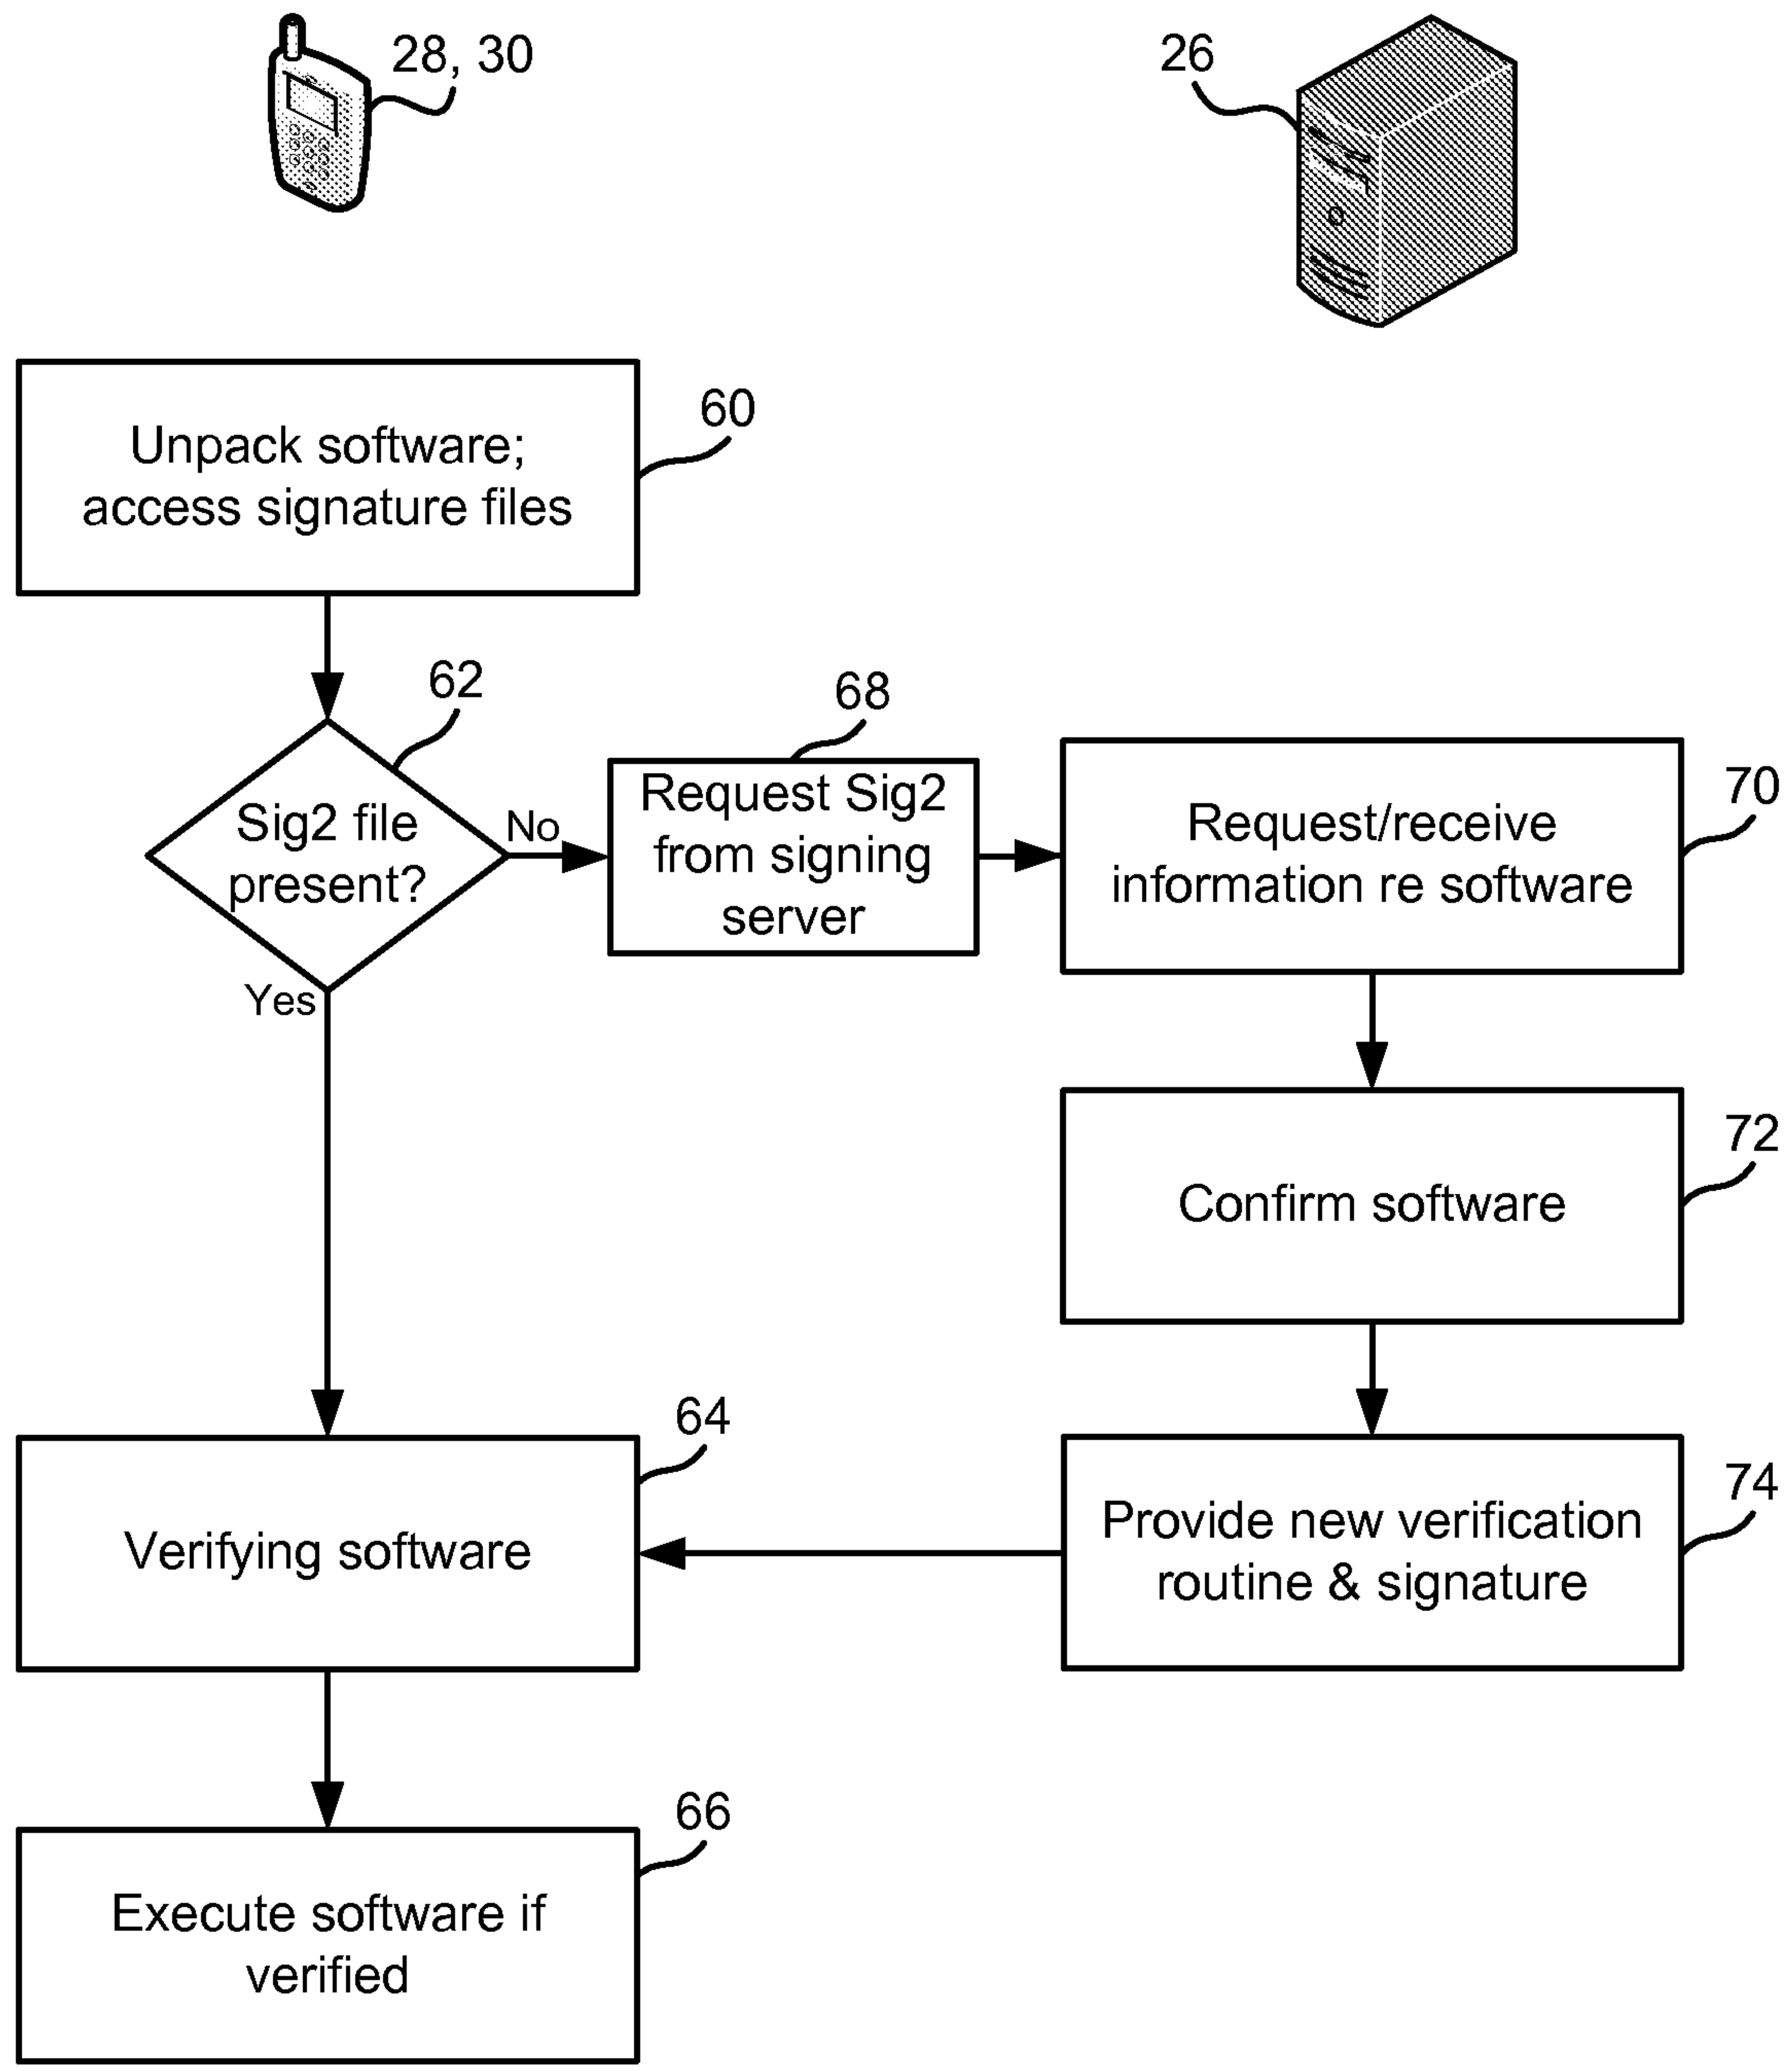 28, 30
26
Unpack software;
access signature files
60
62
Sig2 file
present?
No
Yes
68
Request Sig2
from signing
server
70
Request/receive
information re software
72
Confirm software
64
Verifying software
74
Provide new verification
routine & signature
66
Execute software if
verified